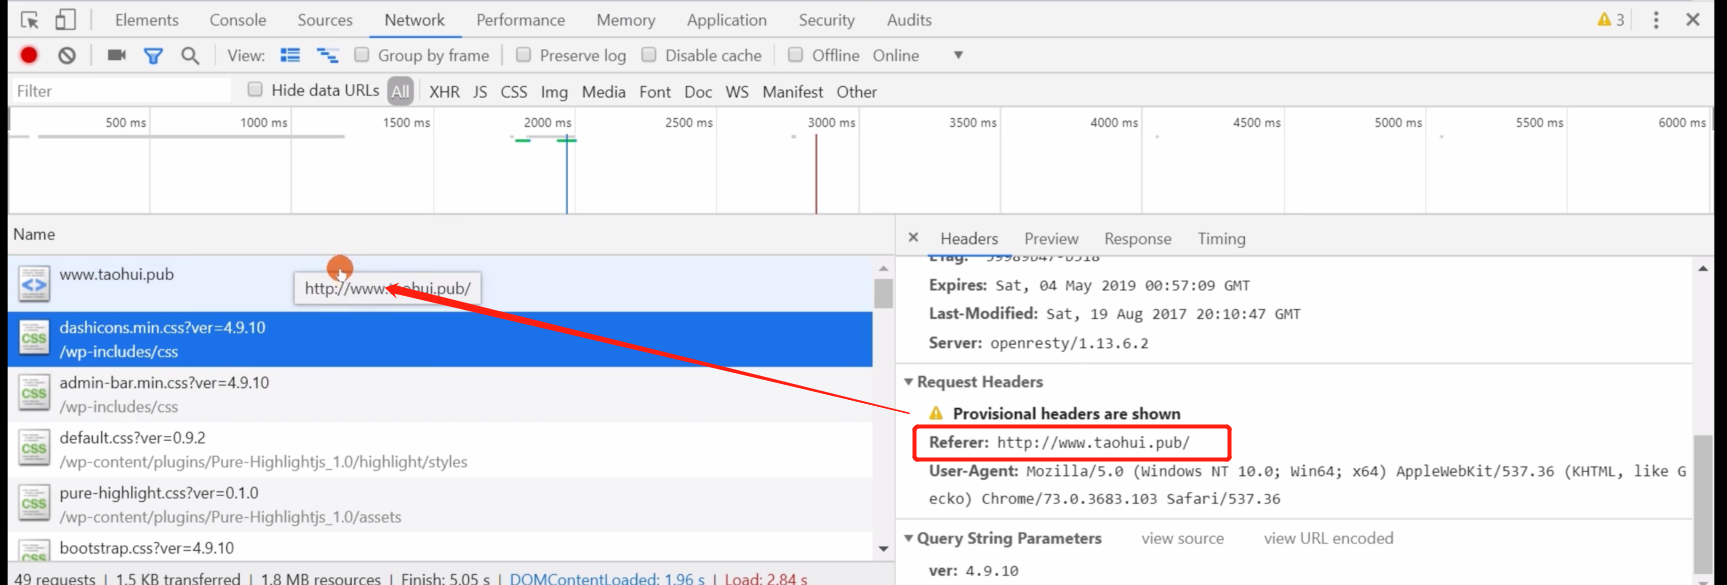 Elements Console Sources Network Performance Memory Application Security Audits 3
View: Group by frame Preserve log Disable cache Offline Online
Filter Hide data URLs All XHR JS CSS Img Media Font Doc WS Manifest Other
500 ms 1000 ms 1500 ms 2000 ms 2500 ms 3000 ms 3500 ms 4000 ms 4500 ms 5000 ms 5500 ms 6000 ms
Name
www.taohui.pub
http://www.taohui.pub/
dashicons.min.css?ver=4.9.10
/wp-includes/css
admin-bar.min.css?ver=4.9.10
/wp-includes/css
default.css?ver=0.9.2
/wp-content/plugins/Pure-Highlightjs_1.0/highlight/styles
pure-highlight.css?ver=0.1.0
/wp-content/plugins/Pure-Highlightjs_1.0/assets
bootstrap.css?ver=4.9.10
49 requests | 1.5 KB transferred | 1.8 MB resources | Finish: 5.05 s | DOMContentLoaded: 1.96 s | Load: 2.84 s
Headers Preview Response Timing
Expires: Sat, 04 May 2019 00:57:09 GMT
Last-Modified: Sat, 19 Aug 2017 20:10:47 GMT
Server: openresty/1.13.6.2
Request Headers
Provisional headers are shown
Referer: http://www.taohui.pub/
User-Agent: Mozilla/5.0 (Windows NT 10.0; Win64; x64) AppleWebKit/537.36 (KHTML, like G
ecko) Chrome/73.0.3683.103 Safari/537.36
Query String Parameters view source view URL encoded
ver: 4.9.10